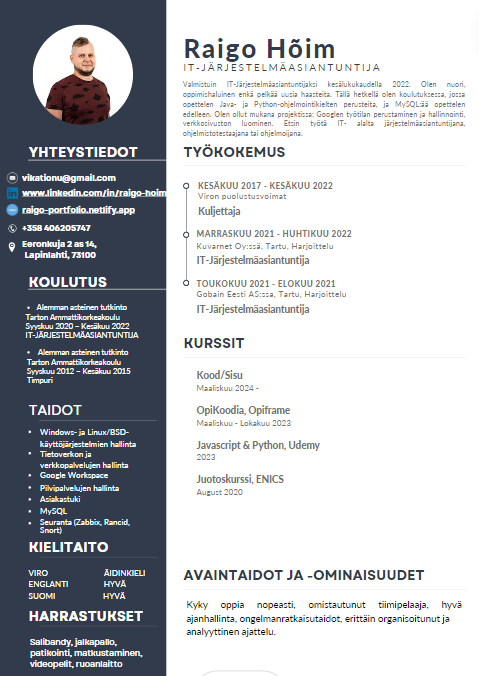 Raigo Hõim
IT-JÄRJESTELMÄASIANTUNTIJA
Valmistuin IT-Järjestelmäasiantuntijaksi kesälukukaudella 2022. Olen nuori,
oppimishaluinen enkä pelkää uusia haasteita. Tällä hetkellä olen koulutuksessa, jossa
opettelen Java- ja Python-ohjelmointikielten perusteita, ja MySQL:ää opettelen
edelleen. Olen ollut mukana projektissa: Googlen työtilan perustaminen ja hallinnointi,
verkkosivuston luominen. Etsin työtä IT- alalta järjestelmäasiantuntijana,
ohjelmistotestaajana tai ohjelmoijana.
YHTEYSTIEDOT
vikationu@gmail.com
www.linkedin.com/in/raigo-hoim
raigo-portfolio.netlify.app
+358 406205747
Eeronkuja 2 as 14,
Lapinlahti, 73100
KOULUTUS
• Alemman asteinen tutkinto
Tarton Ammattikorkeakoulu
Syyskuu 2020 – Kesäkuu 2022
IT-JÄRJESTELMÄASIANTUNTIJA
• Alemman asteinen tutkinto
Tarton Ammattikorkeakoulu
Syyskuu 2012 – Kesäkuu 2015
Timpuri
TAIDOT
• Windows- ja Linux/BSD-
käyttöjärjestelmien hallinta
• Tietoverkon ja
verkkopalvelujen hallinta
• Google Workspace
• Pilvipalvelujen hallinta
• Asiakastuki
• MySQL
• Seuranta (Zabbix, Rancid,
Snort)
KIELITAITO
VIRO ÄIDINKIELI
ENGLANTI HYVÄ
SUOMI HYVÄ
HARRASTUKSET
Salibandy, jalkapallo,
patikointi, matkustaminen,
videopelit, ruoanlaitto
TYÖKOKEMUS
KESÄKUU 2017 - KESÄKUU 2022
Viron puolustusvoimat
Kuljettaja
MARRASKUU 2021 - HUHTIKUU 2022
Kuvarnet Oy:ssä, Tartu, Harjoittelu
IT-Järjestelmäasiantuntija
TOUKOKUU 2021 - ELOKUU 2021
Gobain Eesti AS:ssa, Tartu, Harjoittelu
IT-Järjestelmäasiantuntija
KURSSIT
Kood/Sisu
Maaliskuu 2024 -
OpiKoodia, Opiframe
Maaliskuu - Lokakuu 2023
Javascript & Python, Udemy
2023
Juotoskurssi, ENICS
August 2020
AVAINTAIDOT JA -OMINAISUUDET
Kyky oppia nopeasti, omistautunut tiimipelaaja, hyvä
ajanhallinta, ongelmanratkaisutaidot, erittäin organisoitunut ja
analyyttinen ajattelu.